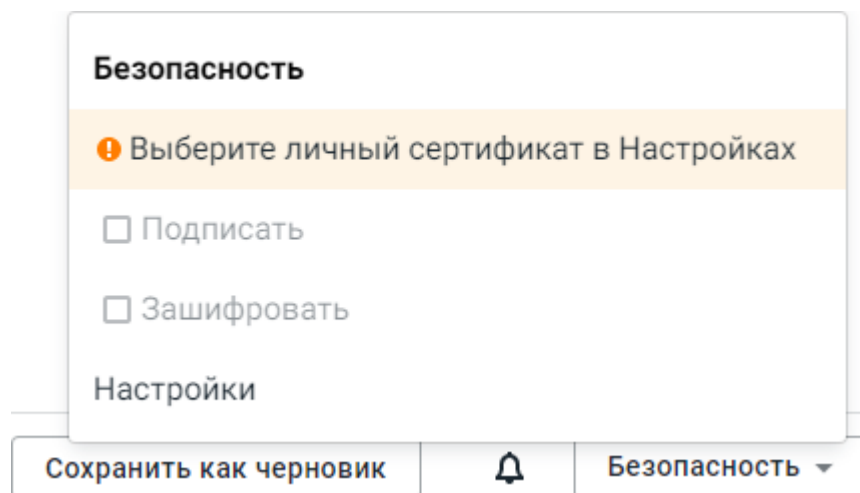 Безопасность
Выберите личный сертификат в Настройках
Подписать
Зашифровать
Настройки
Сохранить как черновик
Безопасность